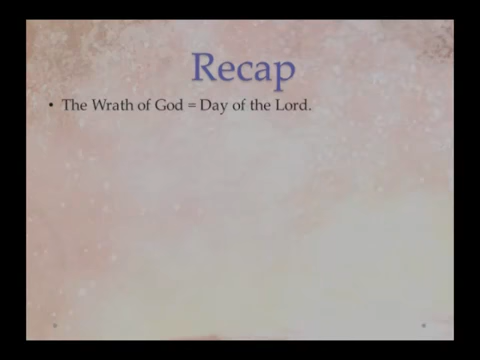 Recap
• The Wrath of God = Day of the Lord.